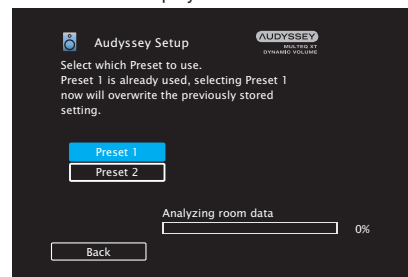 Audyssey Setup
AUDYSSEY
MULTEQ XT
DYNAMIC VOLUME
Select which Preset to use.
Preset 1 is already used, selecting Preset 1
now will overwrite the previously stored
setting.
Preset 1
Preset 2
Analyzing room data
0%
Back